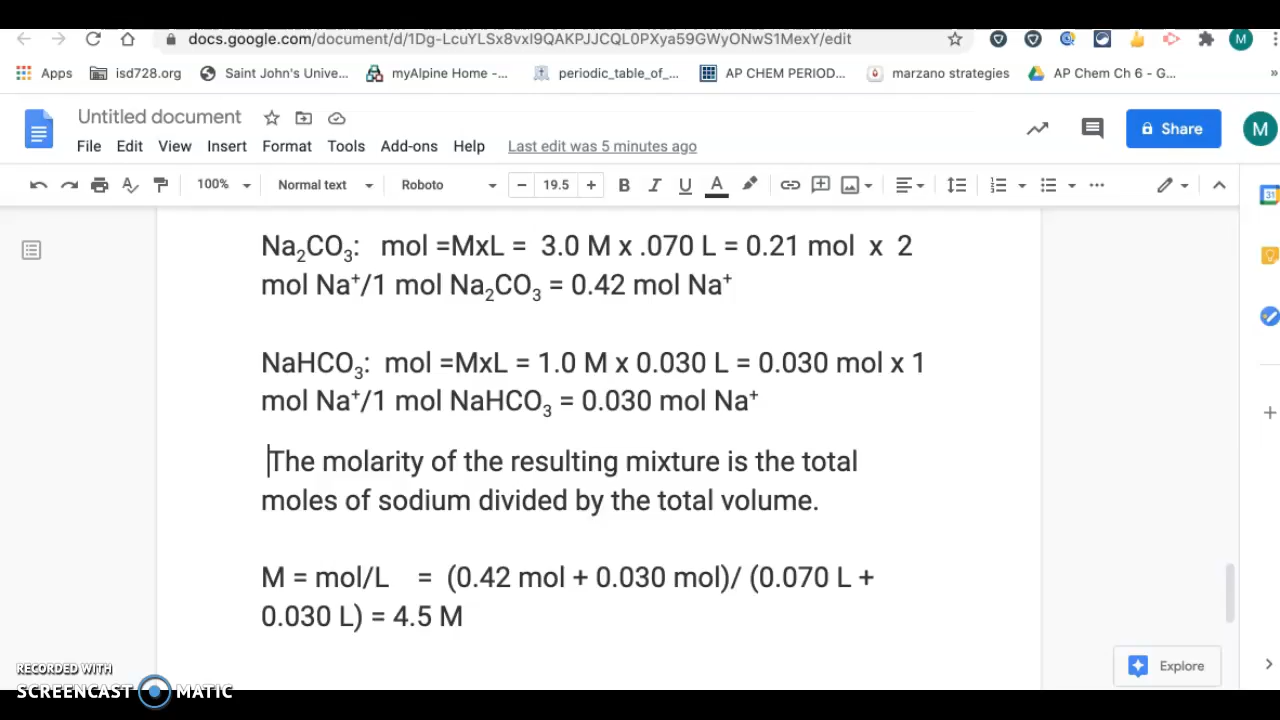 docs.google.com/document/d/1Dg-LcuYLSx8vxI9QAKPJJCQL0PXya59GWyONwS1MexY/edit
M
Apps isd728.org Saint John's Unive... myAlpine Home -... periodic_table_of_... AP CHEM PERIOD... marzano strategies AP Chem Ch 6 - G... »
Untitled document
File Edit View Insert Format Tools Add-ons Help Last edit was 5 minutes ago
Share
M
100% Normal text Roboto − 19.5 + B I U A
31
Na₂CO₃: mol =MxL = 3.0 M x .070 L = 0.21 mol x 2
mol Na⁺/1 mol Na₂CO₃ = 0.42 mol Na⁺
NaHCO₃: mol =MxL = 1.0 M x 0.030 L = 0.030 mol x 1
mol Na⁺/1 mol NaHCO₃ = 0.030 mol Na⁺
The molarity of the resulting mixture is the total
moles of sodium divided by the total volume.
M = mol/L = (0.42 mol + 0.030 mol)/ (0.070 L +
0.030 L) = 4.5 M
Explore
RECORDED WITH
SCREENCAST MATIC